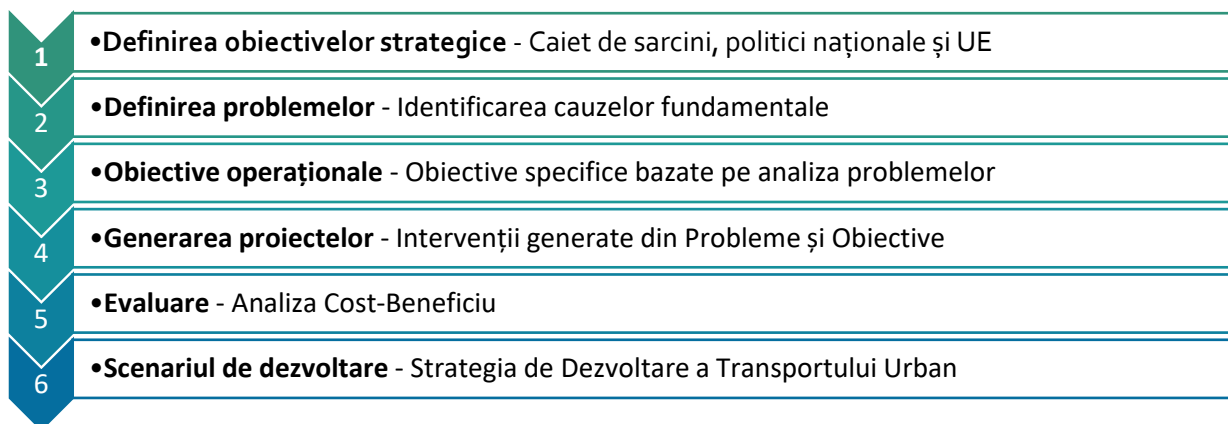 1
•Definirea obiectivelor strategice - Caiet de sarcini, politici naționale și UE
2
•Definirea problemelor - Identificarea cauzelor fundamentale
3
•Obiective operaționale - Obiective specifice bazate pe analiza problemelor
4
•Generarea proiectelor - Intervenții generate din Probleme și Obiective
5
•Evaluare - Analiza Cost-Beneficiu
6
•Scenariul de dezvoltare - Strategia de Dezvoltare a Transportului Urban